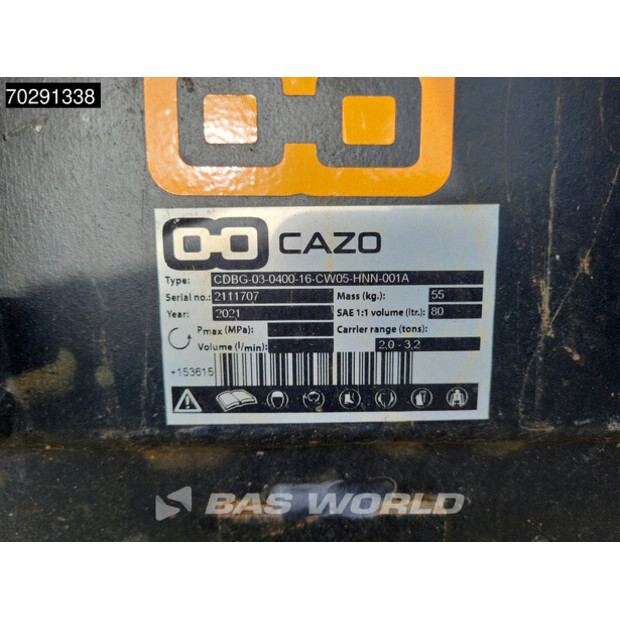 70291338
CAZO
Type: CDBG-03-0400-16-CW05-HNN-001A
Serial no.: 2111707 Mass (kg.): 55
Year: 2021 SAE 1:1 volume (ltr.): 80
Pmax (MPa): Carrier range (tons):
Volume (l/min): 2,0 - 3,2
+153615
BAS WORLD